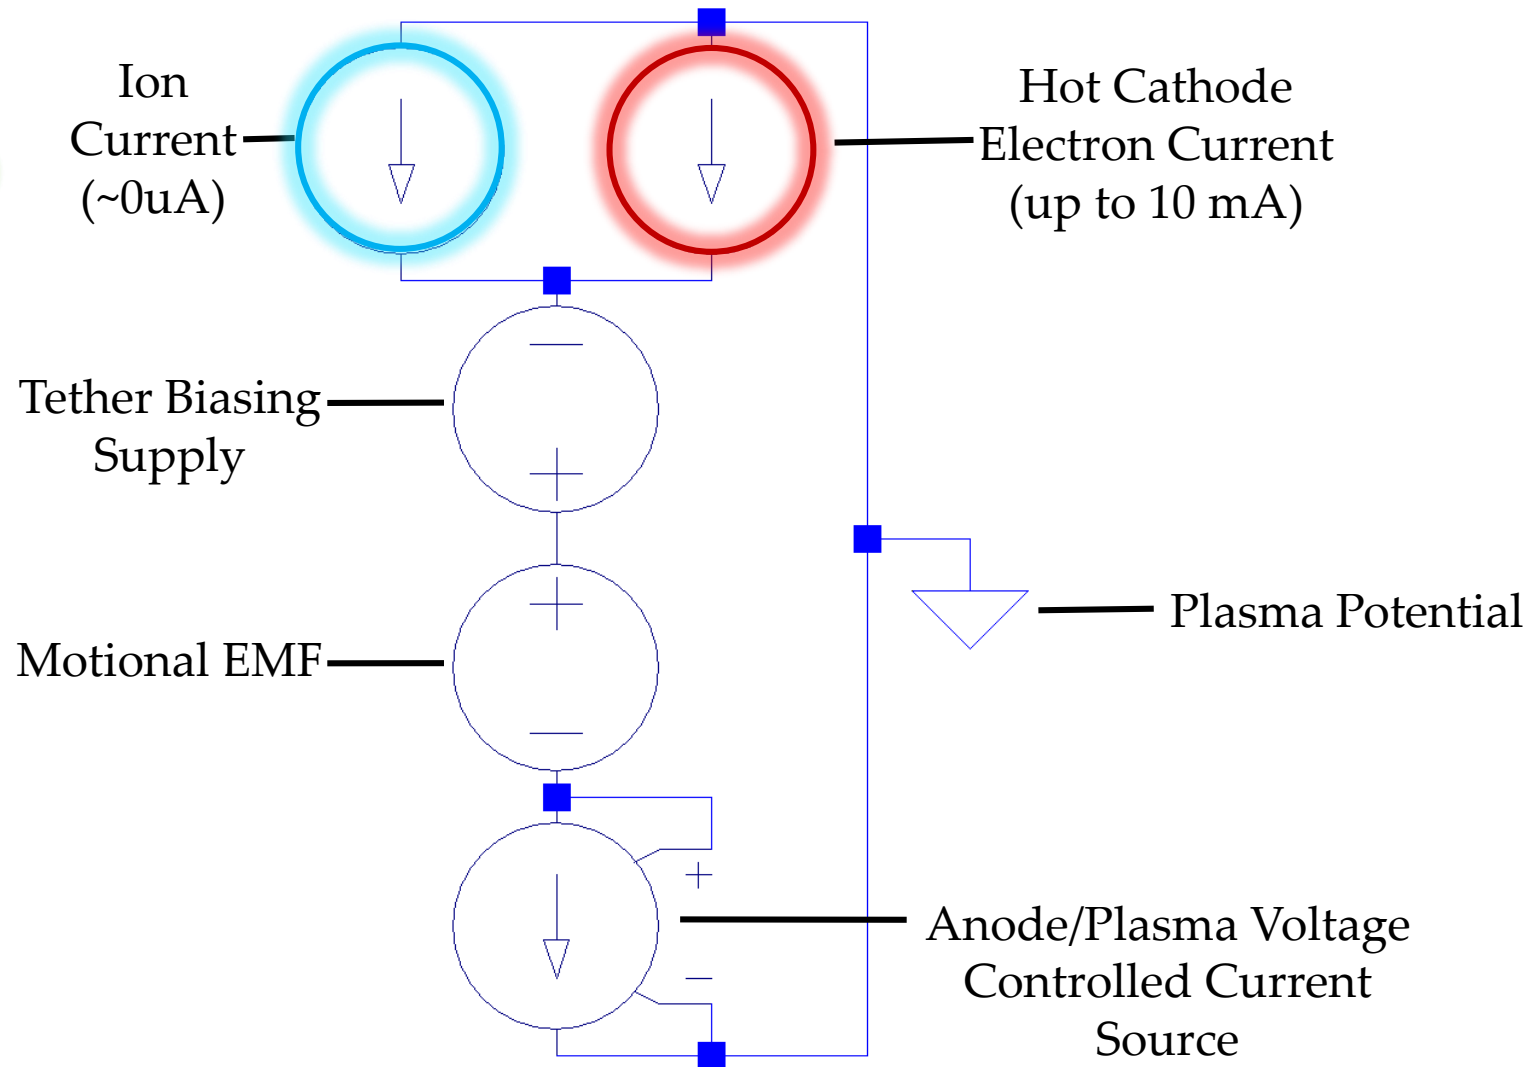 Ion
Current
(~0uA)
Hot Cathode
Electron Current
(up to 10 mA)
Tether Biasing
Supply
Motional EMF
Plasma Potential
Anode/Plasma Voltage
Controlled Current
Source